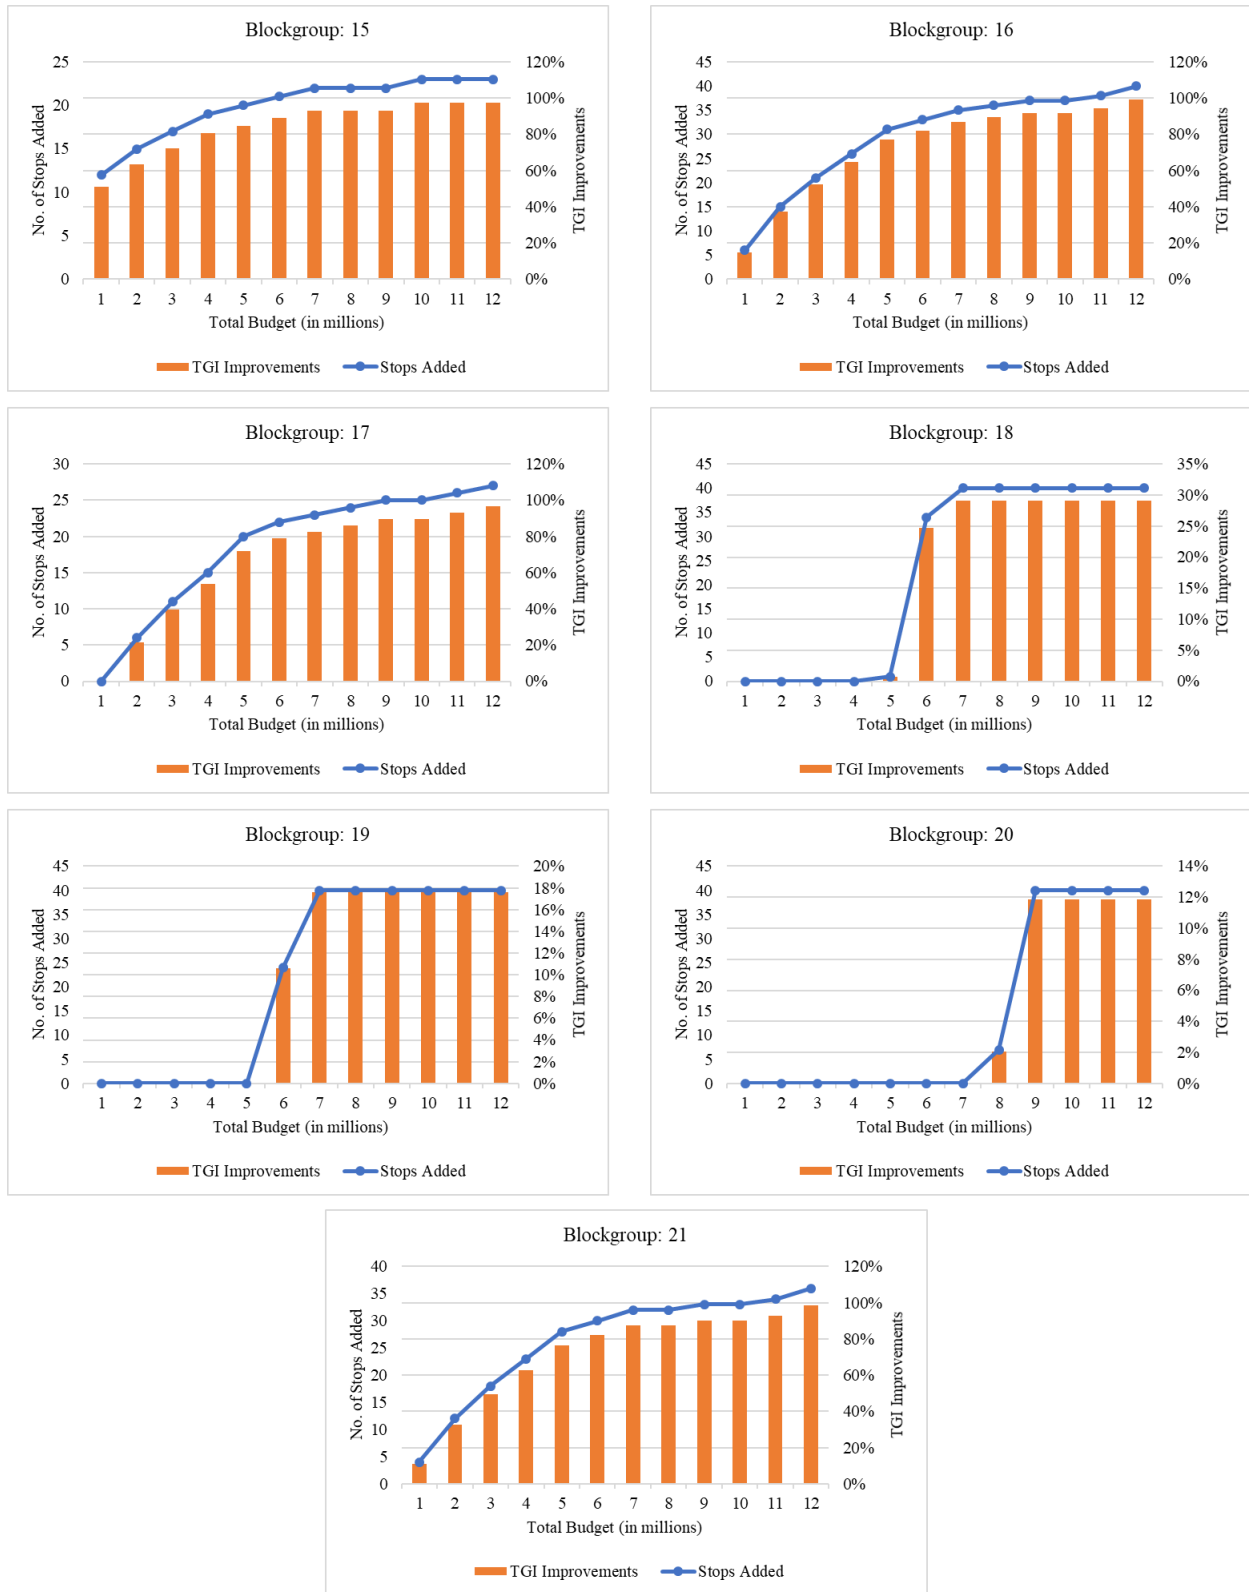 Blockgroup: 15
No. of Stops Added
25
20
15
10
5
0
120%
100%
80%
60%
40%
20%
0%
TGI Improvements
1 2 3 4 5 6 7 8 9 10 11 12
Total Budget (in millions)
TGI Improvements Stops Added
Blockgroup: 16
No. of Stops Added
45
40
35
30
25
20
15
10
5
0
120%
100%
80%
60%
40%
20%
0%
TGI Improvements
1 2 3 4 5 6 7 8 9 10 11 12
Total Budget (in millions)
TGI Improvements Stops Added
Blockgroup: 17
No. of Stops Added
30
25
20
15
10
5
0
120%
100%
80%
60%
40%
20%
0%
TGI Improvements
1 2 3 4 5 6 7 8 9 10 11 12
Total Budget (in millions)
TGI Improvements Stops Added
Blockgroup: 18
No. of Stops Added
45
40
35
30
25
20
15
10
5
0
35%
30%
25%
20%
15%
10%
5%
0%
TGI Improvements
1 2 3 4 5 6 7 8 9 10 11 12
Total Budget (in millions)
TGI Improvements Stops Added
Blockgroup: 19
No. of Stops Added
45
40
35
30
25
20
15
10
5
0
20%
18%
16%
14%
12%
10%
8%
6%
4%
2%
0%
TGI Improvements
1 2 3 4 5 6 7 8 9 10 11 12
Total Budget (in millions)
TGI Improvements Stops Added
Blockgroup: 20
No. of Stops Added
45
40
35
30
25
20
15
10
5
0
14%
12%
10%
8%
6%
4%
2%
0%
TGI Improvements
1 2 3 4 5 6 7 8 9 10 11 12
Total Budget (in millions)
TGI Improvements Stops Added
Blockgroup: 21
No. of Stops Added
40
35
30
25
20
15
10
5
0
120%
100%
80%
60%
40%
20%
0%
TGI Improvements
1 2 3 4 5 6 7 8 9 10 11 12
Total Budget (in millions)
TGI Improvements Stops Added